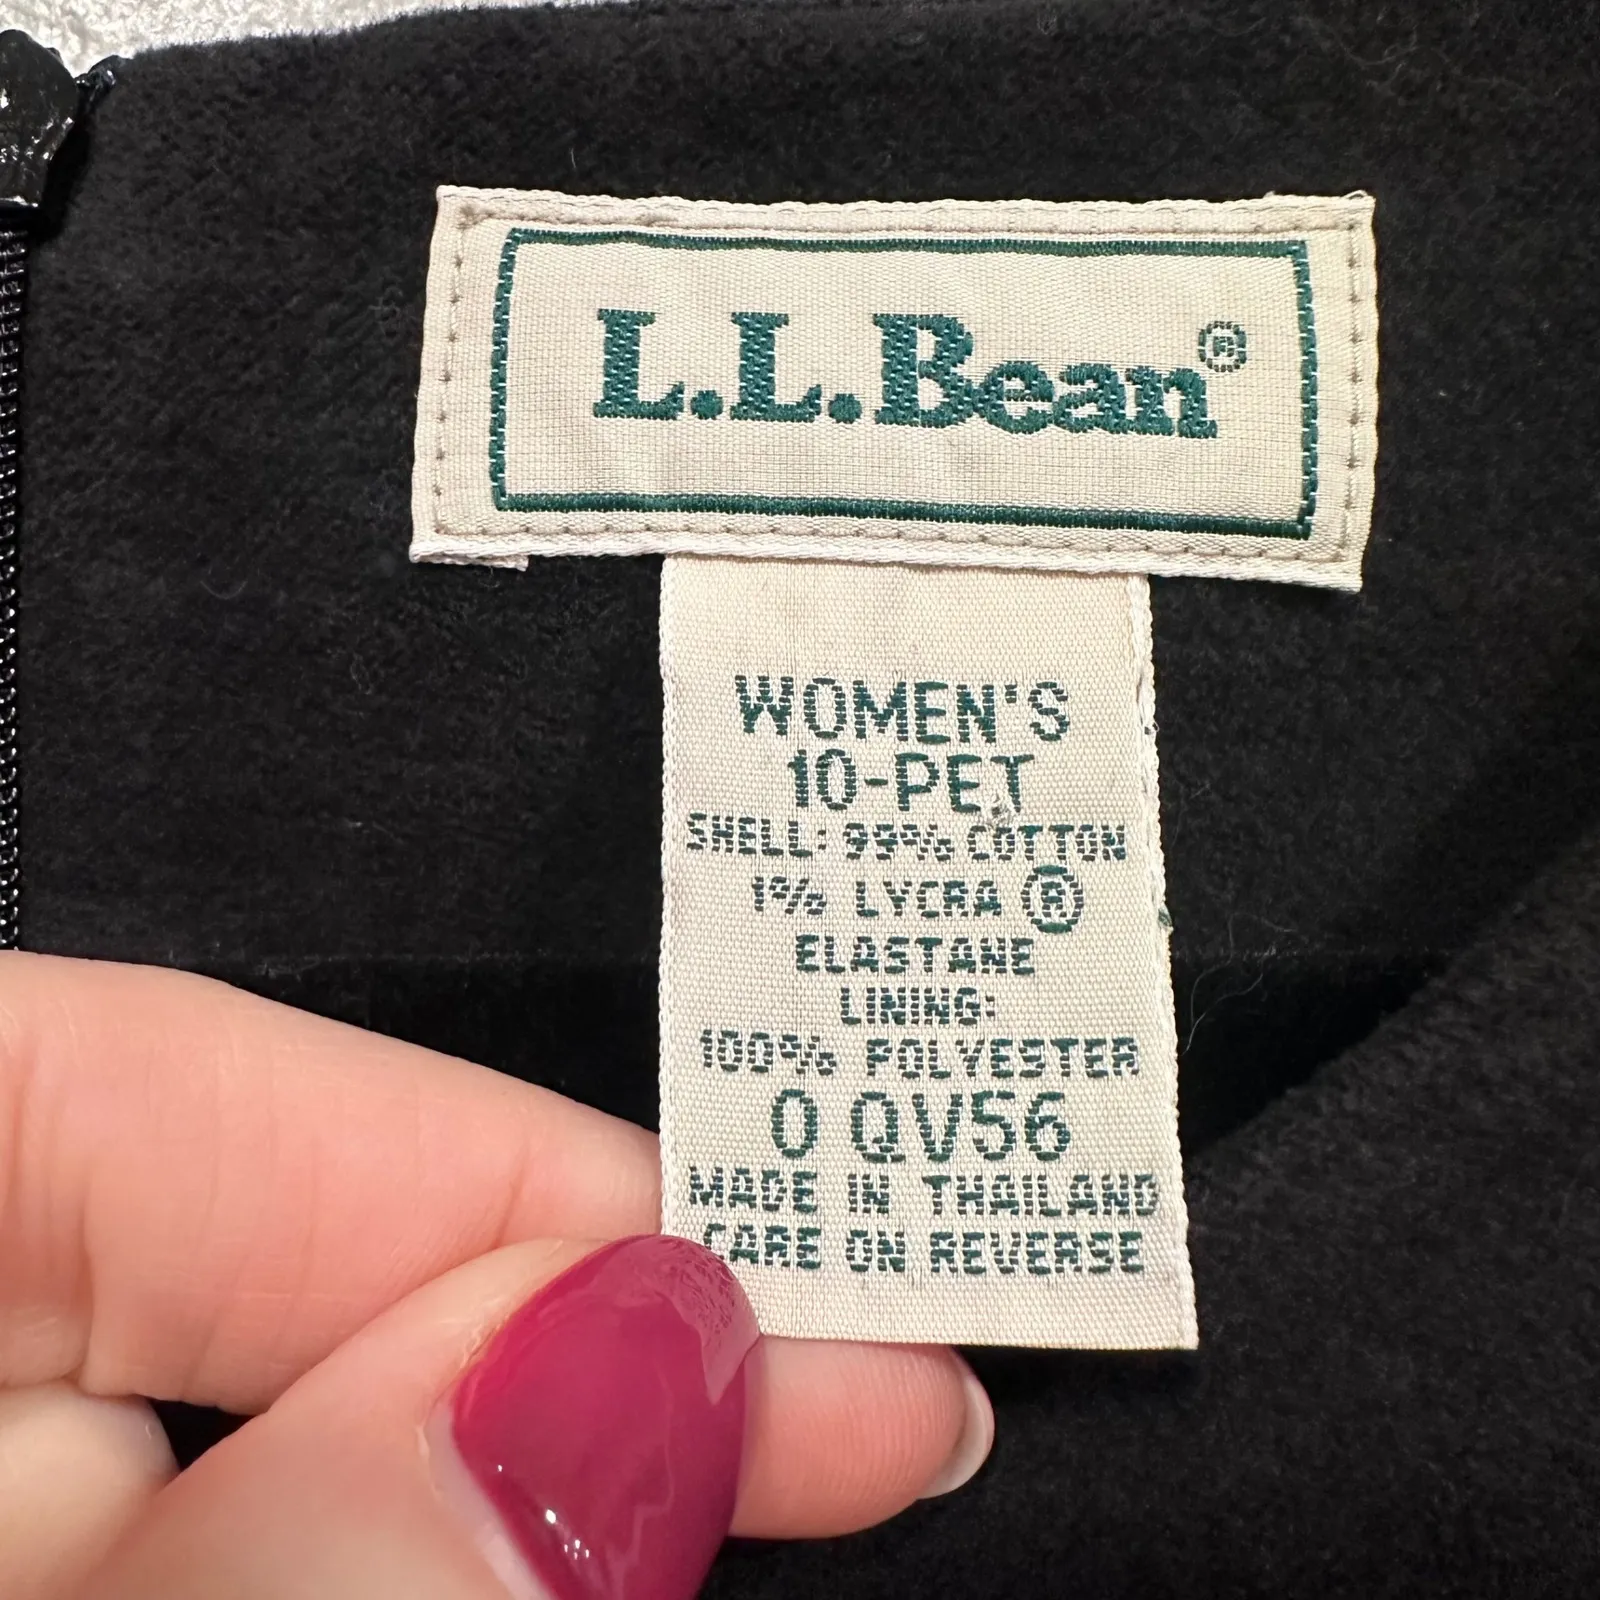 L.L.Bean®
WOMEN'S
10-PET
SHELL: 99% COTTON
1% LYCRA ®
ELASTANE
LINING:
100% POLYESTER
0 QV56
MADE IN THAILAND
CARE ON REVERSE